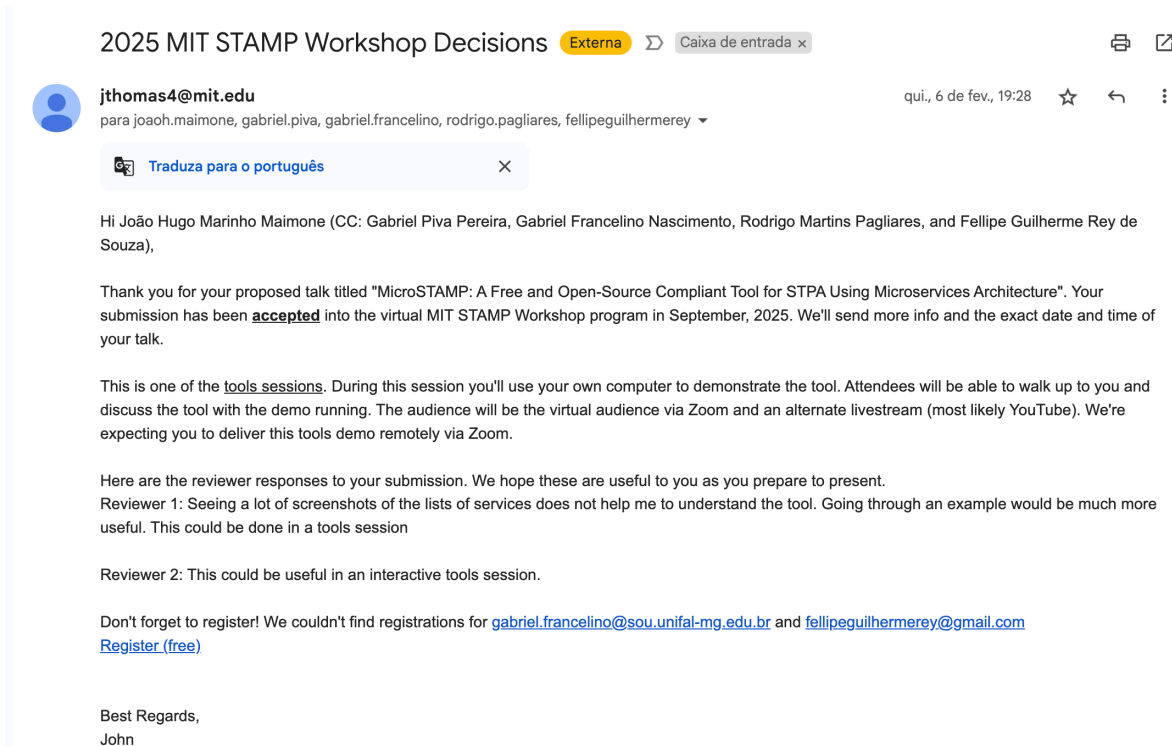 2025 MIT STAMP Workshop Decisions Externa Caixa de entrada ×
jthomas4@mit.edu qui., 6 de fev., 19:28
para joaoh.maimone, gabriel.piva, gabriel.francelino, rodrigo.pagliares, fellipeguilhermerey
Traduza para o português
Hi João Hugo Marinho Maimone (CC: Gabriel Piva Pereira, Gabriel Francelino Nascimento, Rodrigo Martins Pagliares, and Fellipe Guilherme Rey de
Souza),
Thank you for your proposed talk titled "MicroSTAMP: A Free and Open-Source Compliant Tool for STPA Using Microservices Architecture". Your
submission has been accepted into the virtual MIT STAMP Workshop program in September, 2025. We'll send more info and the exact date and time of
your talk.
This is one of the tools sessions. During this session you'll use your own computer to demonstrate the tool. Attendees will be able to walk up to you and
discuss the tool with the demo running. The audience will be the virtual audience via Zoom and an alternate livestream (most likely YouTube). We're
expecting you to deliver this tools demo remotely via Zoom.
Here are the reviewer responses to your submission. We hope these are useful to you as you prepare to present.
Reviewer 1: Seeing a lot of screenshots of the lists of services does not help me to understand the tool. Going through an example would be much more
useful. This could be done in a tools session
Reviewer 2: This could be useful in an interactive tools session.
Don't forget to register! We couldn't find registrations for gabriel.francelino@sou.unifal-mg.edu.br and fellipeguilhermerey@gmail.com
Register (free)
Best Regards,
John